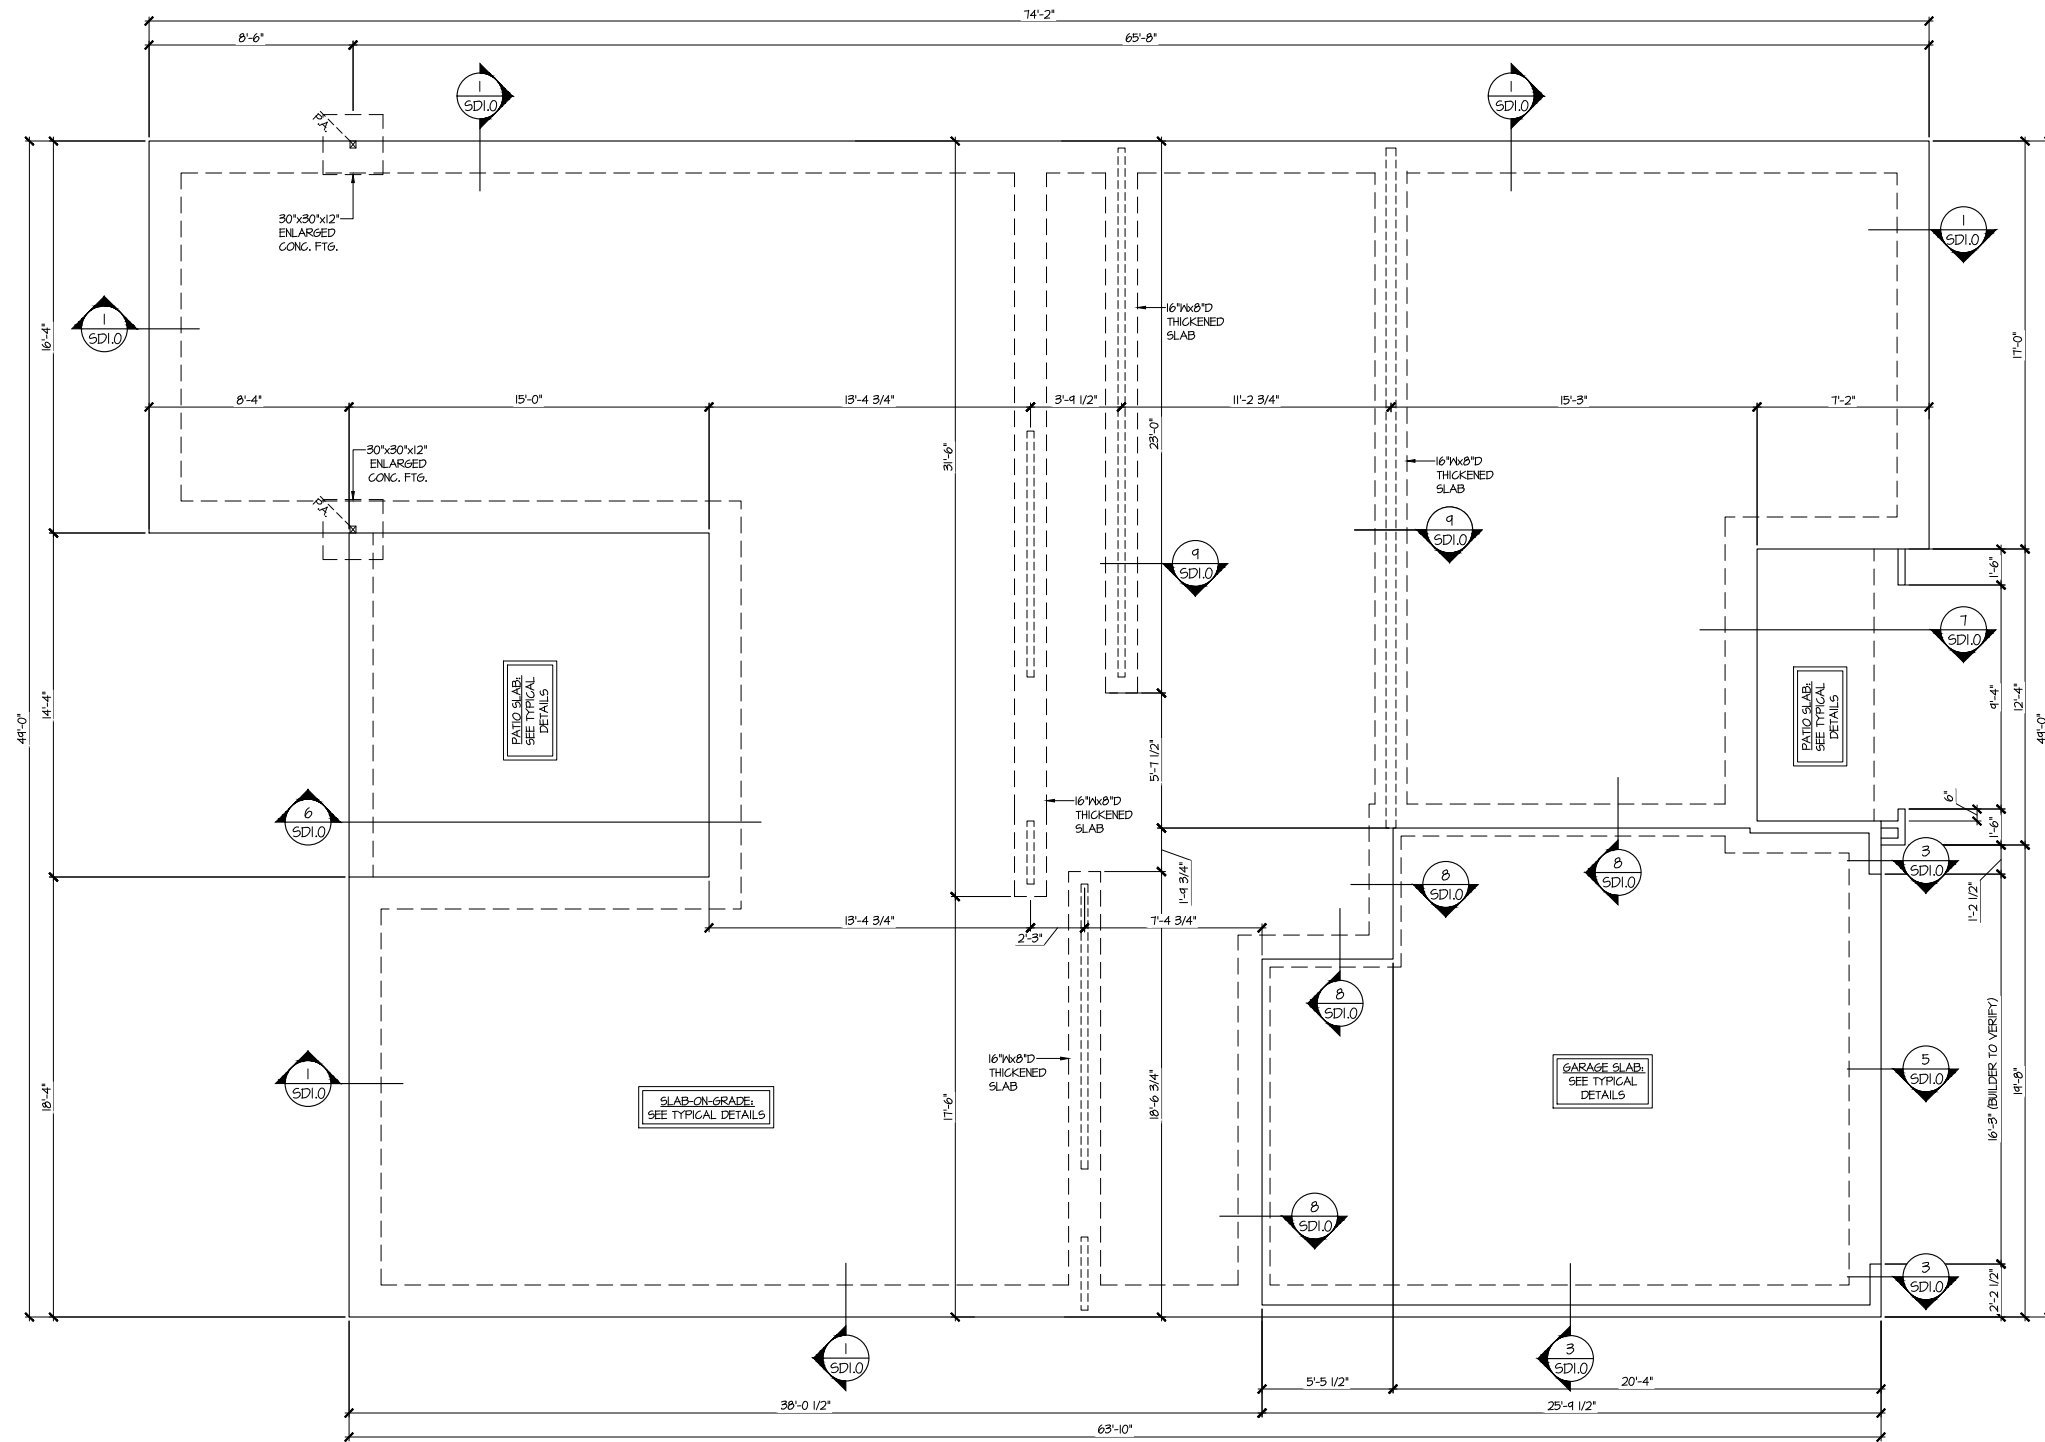 74'-2"
8'-6"
65'-8"
1
SD1.0
1
SD1.0
P.A.
30"x30"x12"
ENLARGED
CONC. FTG.
1
SD1.0
1
SD1.0
16"Wx8"D
THICKENED
SLAB
16'-4"
17'-0"
8'-4"
15'-0"
13'-4 3/4"
3'-9 1/2"
11'-2 3/4"
15'-3"
7'-2"
23'-0"
31'-6"
30"x30"x12"
ENLARGED
CONC. FTG.
P.A.
16"Wx8"D
THICKENED
SLAB
9
SD1.0
9
SD1.0
1'-6"
7
SD1.0
PATIO SLAB:
SEE TYPICAL
DETAILS
PATIO SLAB:
SEE TYPICAL
DETAILS
49'-0"
14'-4"
9'-4"
12'-4"
49'-0"
5'-7 1/2"
16"Wx8"D
THICKENED
SLAB
6
SD1.0
6"
1'-6"
3
SD1.0
8
SD1.0
8
SD1.0
1'-9 3/4"
1'-2 1/2"
13'-4 3/4"
2'-3"
7'-4 3/4"
8
SD1.0
16"Wx8"D
THICKENED
SLAB
1
SD1.0
18'-4"
SLAB-ON-GRADE:
SEE TYPICAL DETAILS
17'-6"
18'-6 3/4"
GARAGE SLAB:
SEE TYPICAL
DETAILS
5
SD1.0
16'-3" (BUILDER TO VERIFY)
19'-8"
8
SD1.0
3
SD1.0
2'-2 1/2"
1
SD1.0
3
SD1.0
5'-5 1/2"
20'-4"
38'-0 1/2"
25'-9 1/2"
63'-10"